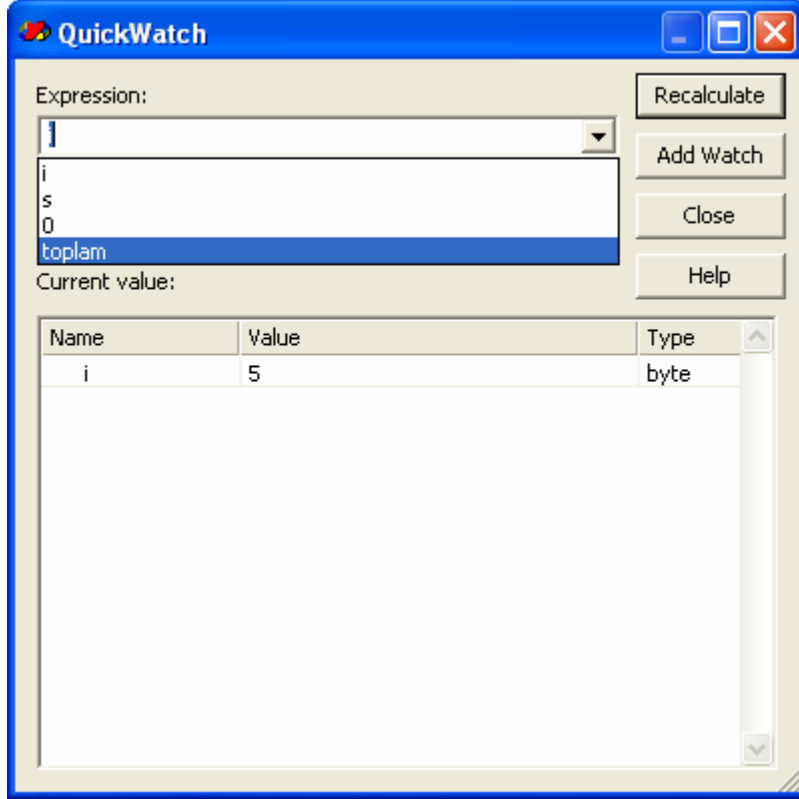 QuickWatch
Expression:
Recalculate
i
Add Watch
i
s
0
Close
toplam
Current value:
Help
Name Value Type
i 5 byte